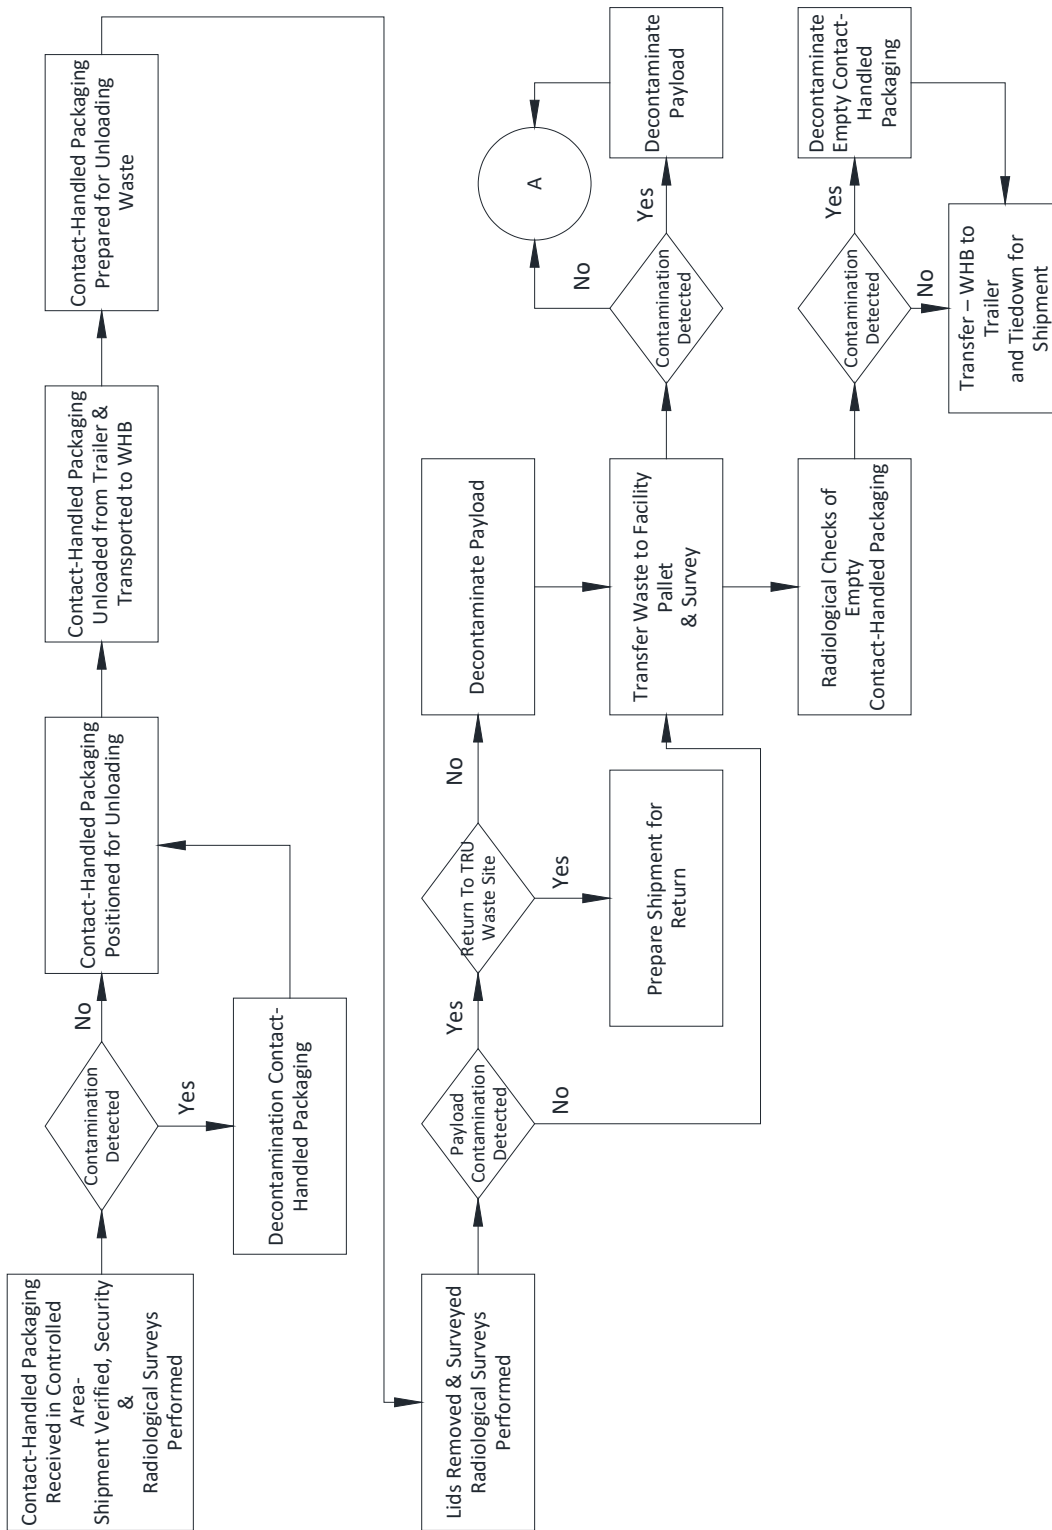 Contact-Handled Packaging
Received in Controlled
Area-
Shipment Verified, Security
&
Radiological Surveys
Performed
Contamination
Detected
No
Yes
Decontamination Contact-
Handled Packaging
Contact-Handled Packaging
Positioned for Unloading
Contact-Handled Packaging
Unloaded from Trailer &
Transported to WHB
Contact-Handled Packaging
Prepared for Unloading
Waste
Lids Removed & Surveyed
Radiological Surveys
Performed
Payload
Contamination
Detected
Yes
No
Return To TRU
Waste Site
No
Yes
Prepare Shipment for
Return
Decontaminate Payload
Transfer Waste to Facility
Pallet
& Survey
Contamination
Detected
No
Yes
A
Decontaminate
Payload
Radiological Checks of
Empty
Contact-Handled Packaging
Contamination
Detected
Yes
No
Decontaminate
Empty Contact-
Handled
Packaging
Transfer – WHB to
Trailer
and Tiedown for
Shipment